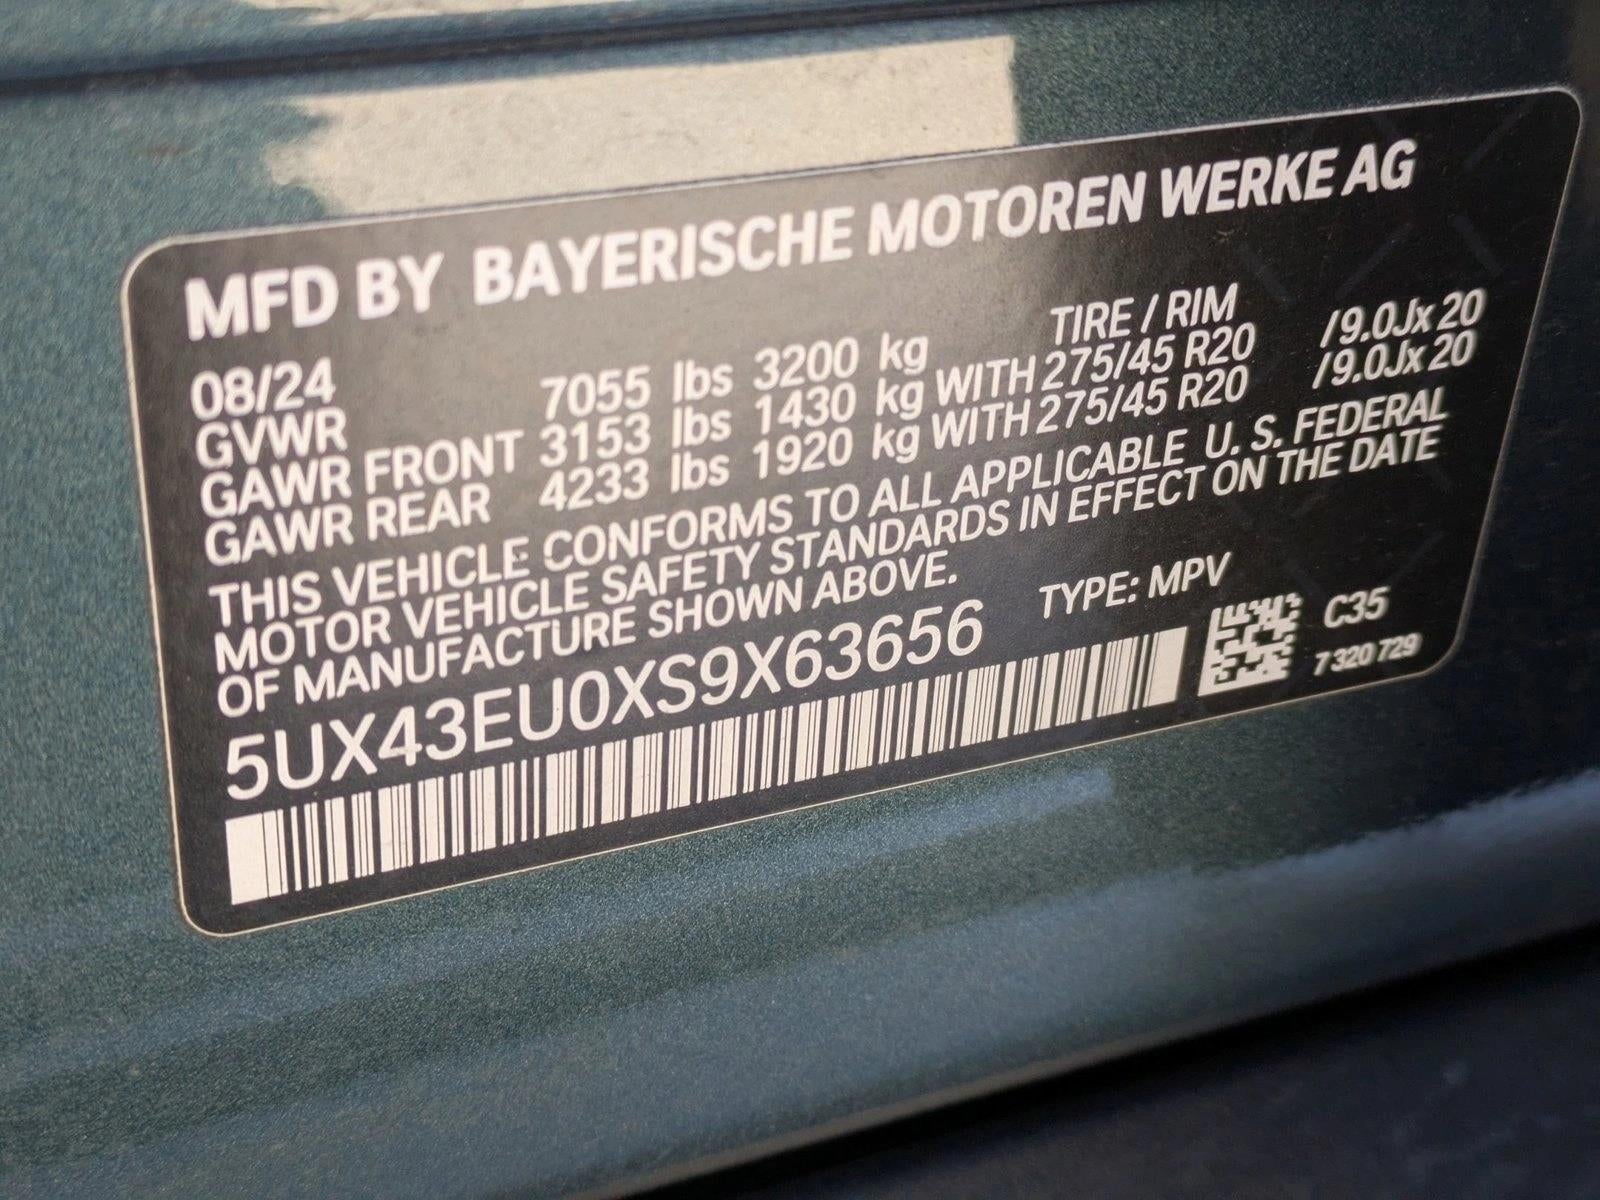 MFD BY BAYERISCHE MOTOREN WERKE AG
08/24 TIRE / RIM
GVWR 7055 lbs 3200 kg
GAWR FRONT 3153 lbs 1430 kg WITH 275/45 R20 /9.0Jx20
GAWR REAR 4233 lbs 1920 kg WITH 275/45 R20 /9.0Jx20
THIS VEHICLE CONFORMS TO ALL APPLICABLE U. S. FEDERAL
MOTOR VEHICLE SAFETY STANDARDS IN EFFECT ON THE DATE
OF MANUFACTURE SHOWN ABOVE.
5UX43EU0XS9X63656 TYPE: MPV
C35
7 320 729